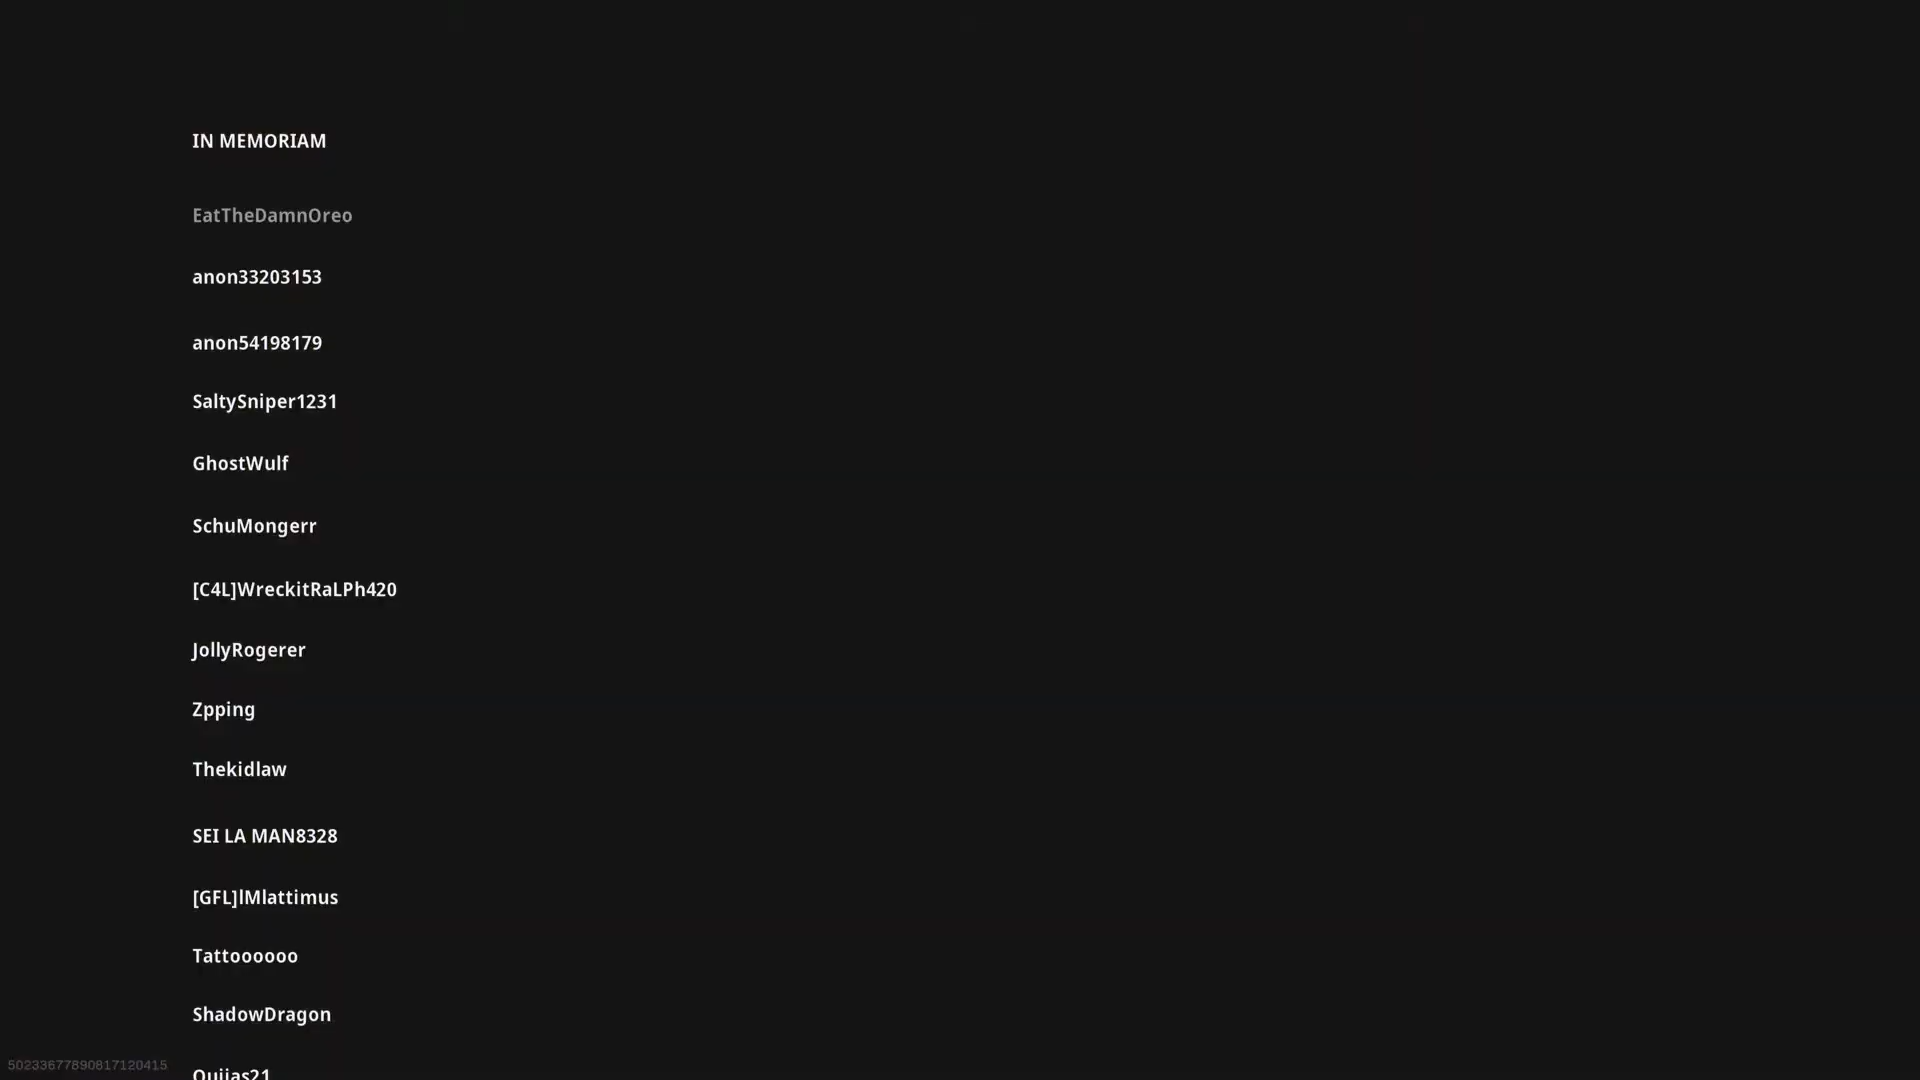 IN MEMORIAM
EatTheDamnOreo
anon33203153
anon54198179
SaltySniper1231
GhostWulf
SchuMongerr
[C4L]WreckitRaLPh420
JollyRogerer
Zpping
Thekidlaw
SEI LA MAN8328
[GFL]lMlattimus
Tattoooooo
ShadowDragon
50233677890817120415
Ouijas21